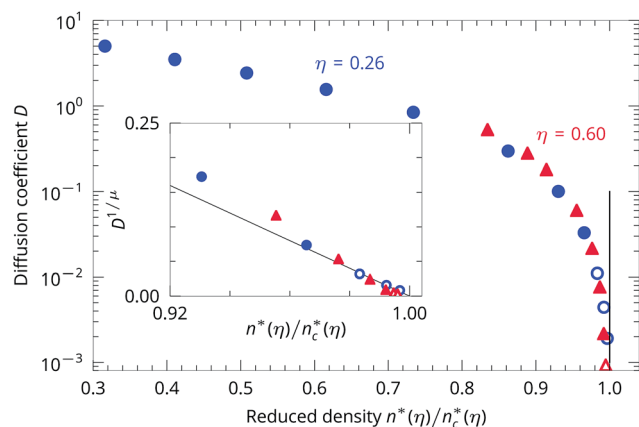 10¹
10⁰
10⁻¹
10⁻²
10⁻³
Diffusion coefficient D
η = 0.26
η = 0.60
0.25
0.00
D^{1/μ}
0.92 1.00
n*(η)/n_c*(η)
0.3 0.4 0.5 0.6 0.7 0.8 0.9 1.0
Reduced density n*(η)/n_c*(η)